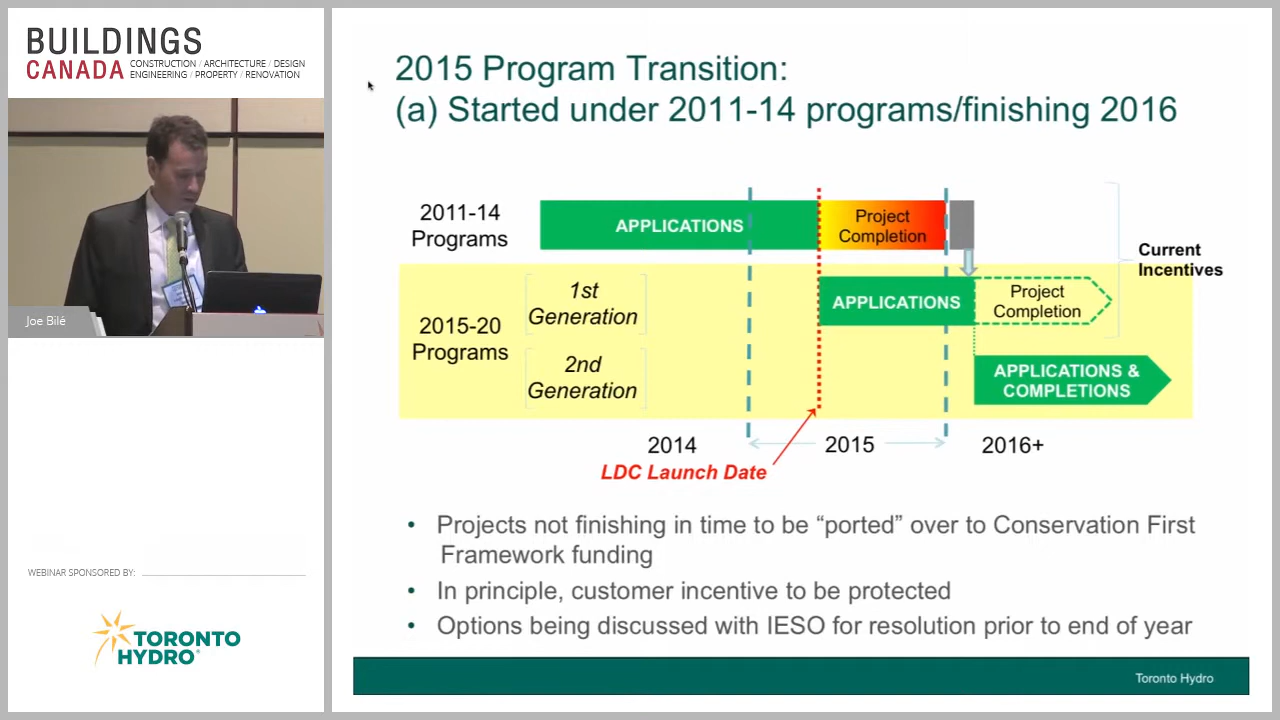 BUILDINGS
CANADA CONSTRUCTION / ARCHITECTURE / DESIGN
ENGINEERING / PROPERTY / RENOVATION
Joe Bilé
WEBINAR SPONSORED BY:
TORONTO
HYDRO
2015 Program Transition:
(a) Started under 2011-14 programs/finishing 2016
2011-14
Programs
APPLICATIONS
Project
Completion
Current
Incentives
2015-20
Programs
1st
Generation
APPLICATIONS
Project
Completion
2nd
Generation
APPLICATIONS &
COMPLETIONS
2014
2015
2016+
LDC Launch Date
• Projects not finishing in time to be “ported” over to Conservation First
Framework funding
• In principle, customer incentive to be protected
• Options being discussed with IESO for resolution prior to end of year
Toronto Hydro